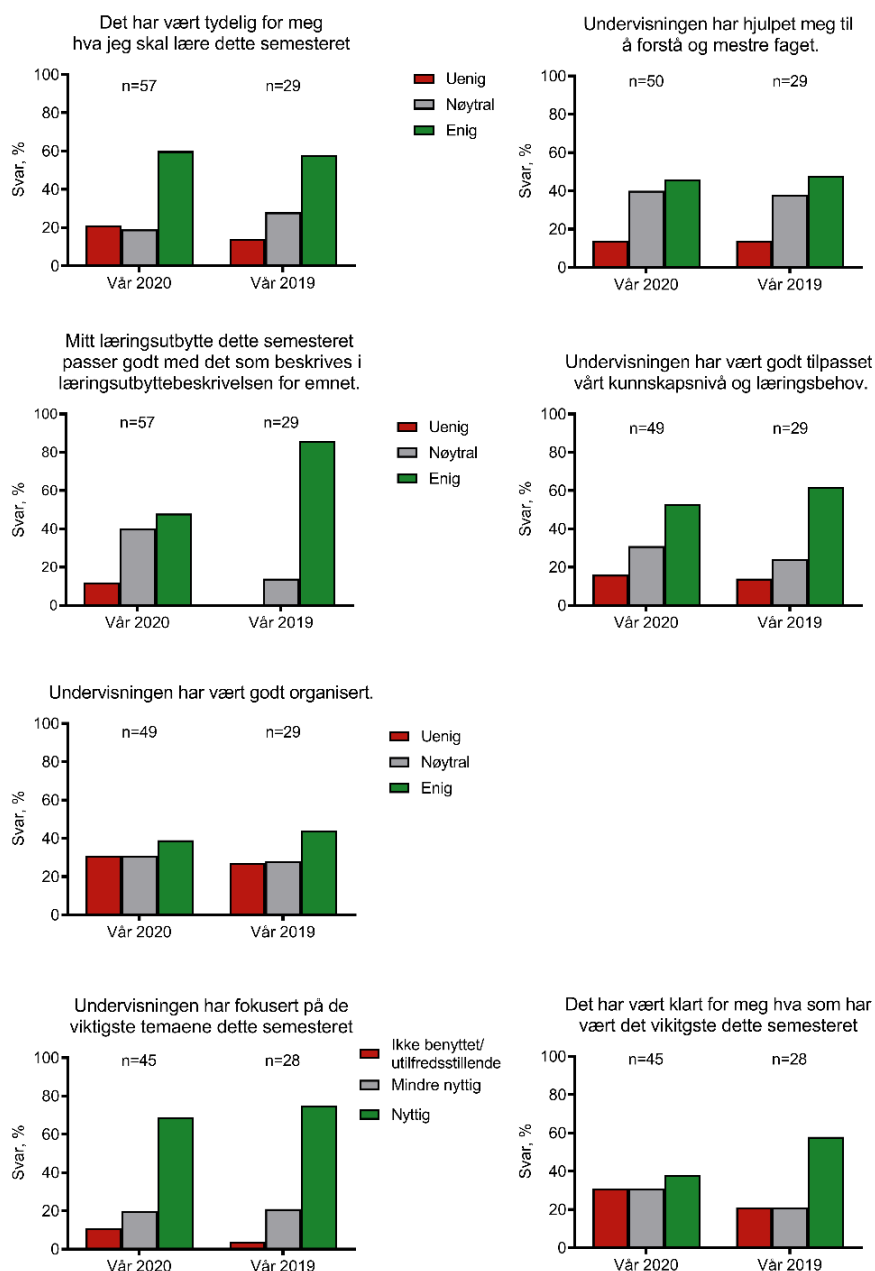 Det har vært tydelig for meg
hva jeg skal lære dette semesteret
100
80
60
40
20
0
Svar, %
n=57
n=29
Vår 2020
Vår 2019
Uenig
Nøytral
Enig
Undervisningen har hjulpet meg til
å forstå og mestre faget.
100
80
60
40
20
0
Svar, %
n=50
n=29
Vår 2020
Vår 2019
Mitt læringsutbytte dette semesteret
passer godt med det som beskrives i
læringsutbyttebeskrivelsen for emnet.
100
80
60
40
20
0
Svar, %
n=57
n=29
Vår 2020
Vår 2019
Uenig
Nøytral
Enig
Undervisningen har vært godt tilpasset
vårt kunnskapsnivå og læringsbehov.
100
80
60
40
20
0
Svar, %
n=49
n=29
Vår 2020
Vår 2019
Undervisningen har vært godt organisert.
100
80
60
40
20
0
Svar, %
n=49
n=29
Vår 2020
Vår 2019
Uenig
Nøytral
Enig
Undervisningen har fokusert på de
viktigste temaene dette semesteret
100
80
60
40
20
0
Svar, %
n=45
n=28
Vår 2020
Vår 2019
Ikke benyttet/
utilfredsstillende
Mindre nyttig
Nyttig
Det har vært klart for meg hva som har
vært det vikitgste dette semesteret
100
80
60
40
20
0
Svar, %
n=45
n=28
Vår 2020
Vår 2019